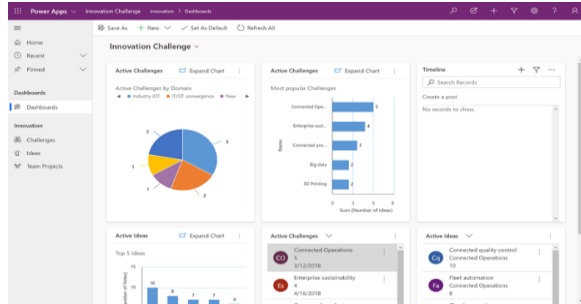 Power Apps Innovation Challenge Innovation > Dashboards
Save As New Set As Default Refresh All
Home
Recent
Pinned
Dashboards
Dashboards
Innovation
Challenges
Ideas
Team Projects
Innovation Challenge
Active Challenges Expand Chart
Active Challenges by Domain
Industry IOT IT/OT convergence New
2
3
1
1
2
Active Challenges Expand Chart
Most popular Challenges
Name
Connected Ope... 5
Enterprise sust... 4
Connected pro... 3
Big data 2
3D Printing 2
Sum (Number of Ideas)
Timeline
Search Records
Create a post
No records to show.
Active Ideas Expand Chart
Top 5 Ideas
15
10
10
8
7
7
6
Active Challenges
CO
Connected Operations
5
3/12/2018
Es
Enterprise sustainability
4
4/16/2018
Active Ideas
Cq
Connected quality control
Connected Operations
10
Fa
Fleet automation
Connected Operations
8